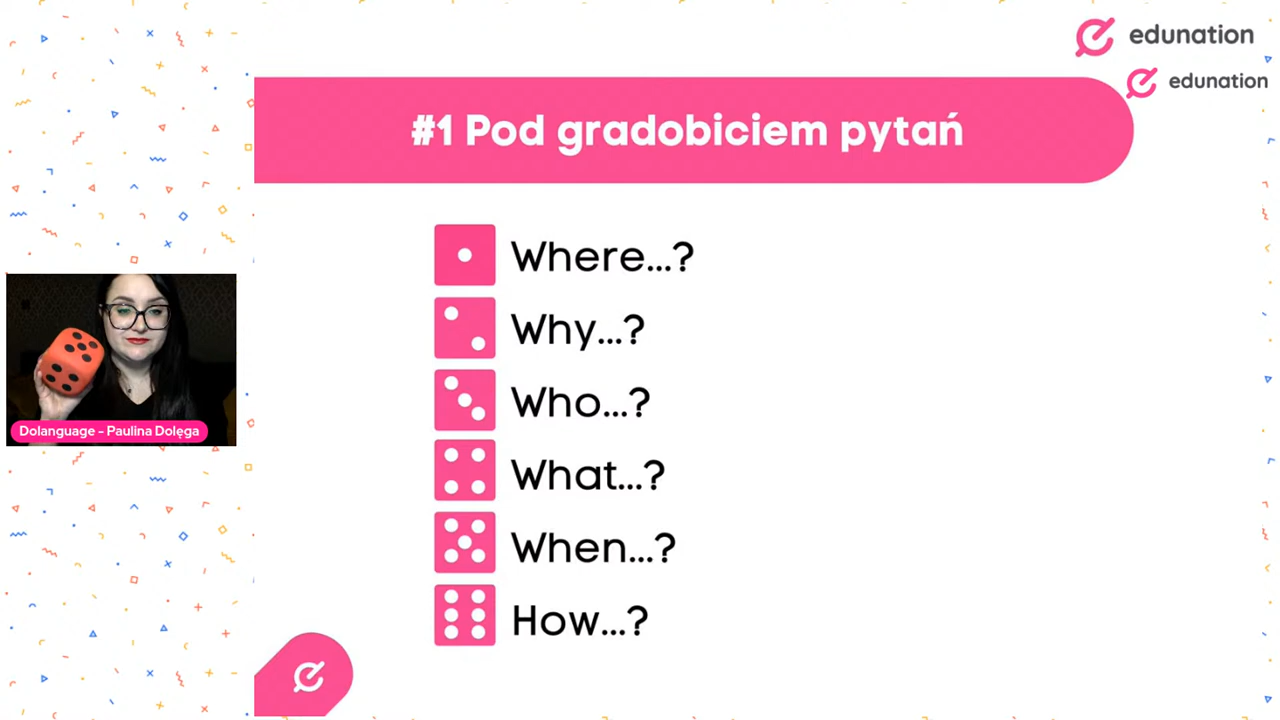 edunation
edunation
#1 Pod gradobiciem pytań
Where...?
Why...?
Who...?
What...?
When...?
How...?
Dolanguage - Paulina Dolęga